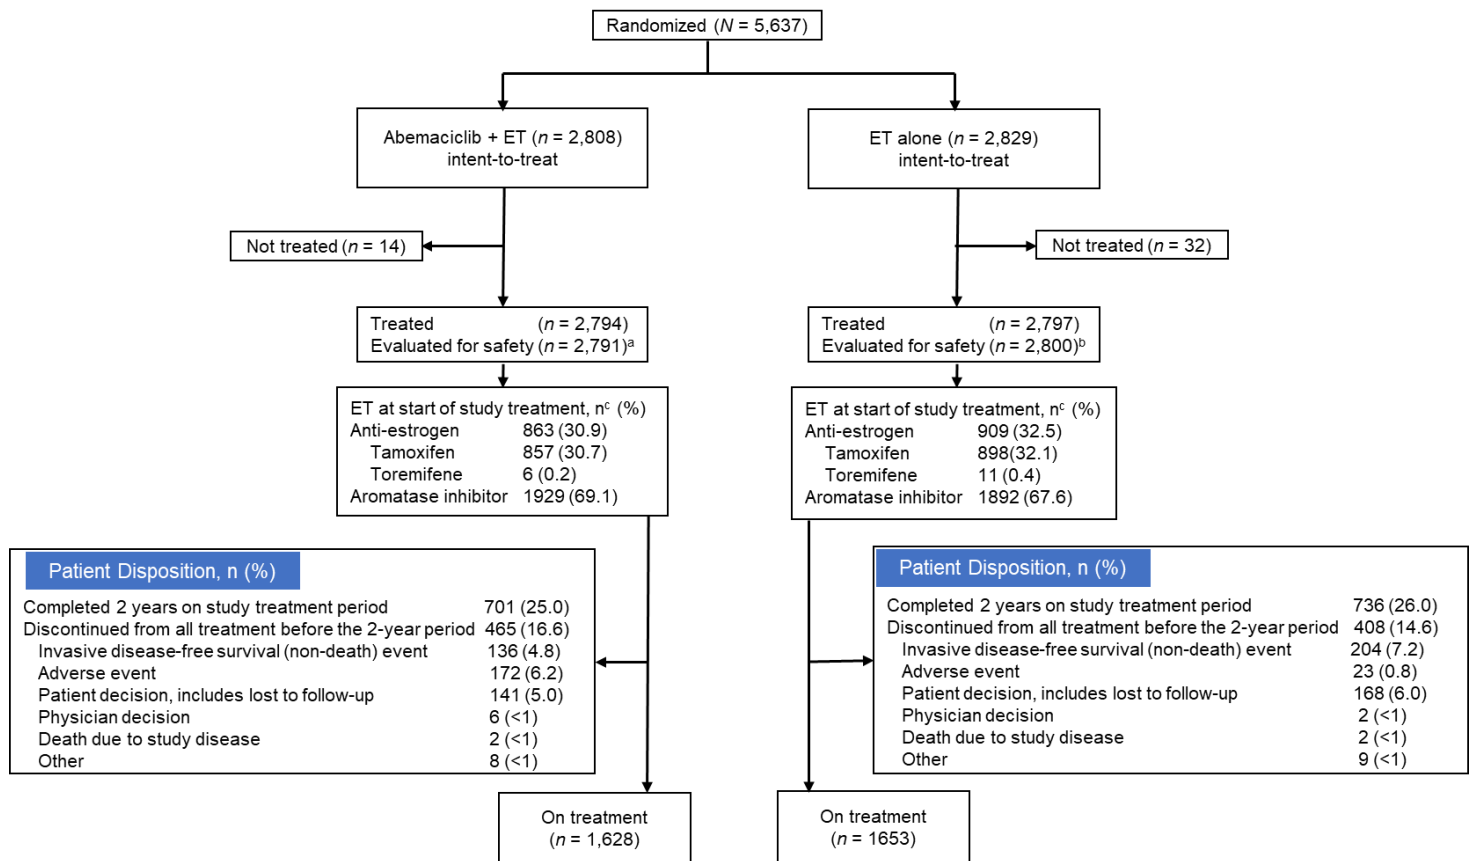 Randomized (N = 5,637)
Abemaciclib + ET (n = 2,808)
intent-to-treat
ET alone (n = 2,829)
intent-to-treat
Not treated (n = 14)
Not treated (n = 32)
Treated (n = 2,794)
Evaluated for safety (n = 2,791)ᵃ
Treated (n = 2,797)
Evaluated for safety (n = 2,800)ᵇ
ET at start of study treatment, nᶜ (%)
Anti-estrogen 863 (30.9)
Tamoxifen 857 (30.7)
Toremifene 6 (0.2)
Aromatase inhibitor 1929 (69.1)
ET at start of study treatment, nᶜ (%)
Anti-estrogen 909 (32.5)
Tamoxifen 898(32.1)
Toremifene 11 (0.4)
Aromatase inhibitor 1892 (67.6)
Patient Disposition, n (%)
Completed 2 years on study treatment period 701 (25.0)
Discontinued from all treatment before the 2-year period 465 (16.6)
Invasive disease-free survival (non-death) event 136 (4.8)
Adverse event 172 (6.2)
Patient decision, includes lost to follow-up 141 (5.0)
Physician decision 6 (<1)
Death due to study disease 2 (<1)
Other 8 (<1)
Patient Disposition, n (%)
Completed 2 years on study treatment period 736 (26.0)
Discontinued from all treatment before the 2-year period 408 (14.6)
Invasive disease-free survival (non-death) event 204 (7.2)
Adverse event 23 (0.8)
Patient decision, includes lost to follow-up 168 (6.0)
Physician decision 2 (<1)
Death due to study disease 2 (<1)
Other 9 (<1)
On treatment
(n = 1,628)
On treatment
(n = 1653)